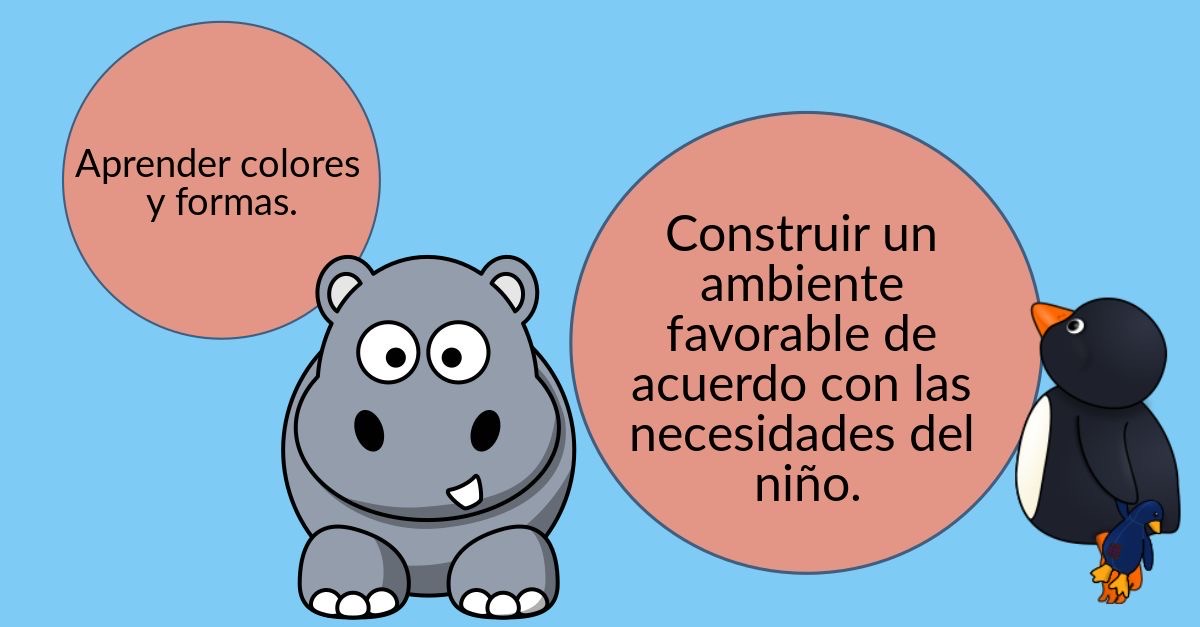 Aprender colores
y formas.
Construir un
ambiente
favorable de
acuerdo con las
necesidades del
niño.